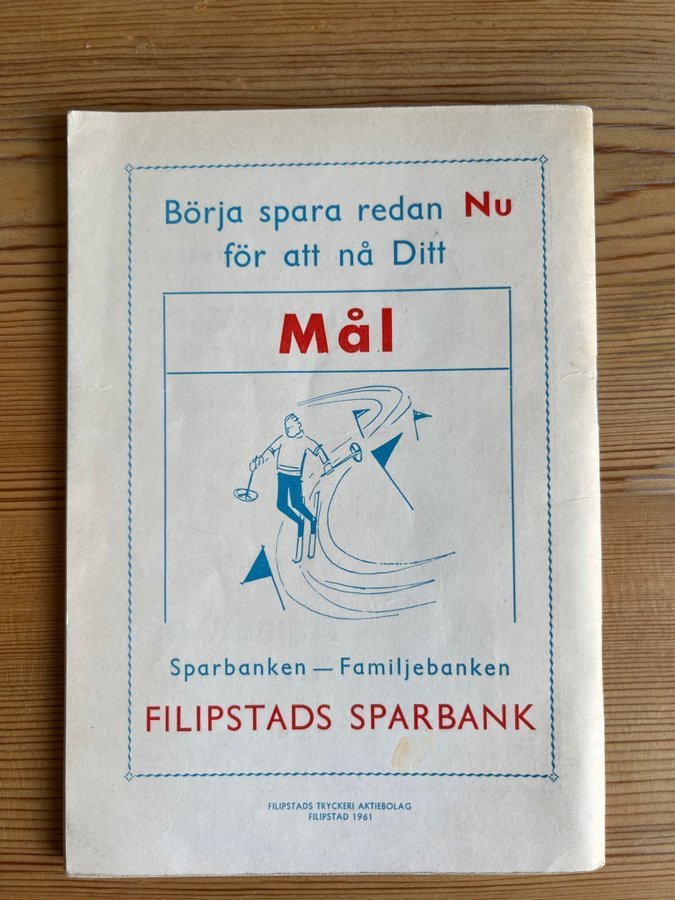 Börja spara redan Nu
för att nå Ditt
Mål
Sparbanken — Familjebanken
FILIPSTADS SPARBANK
FILIPSTADS TRYCKERI AKTIEBOLAG
FILIPSTAD 1961